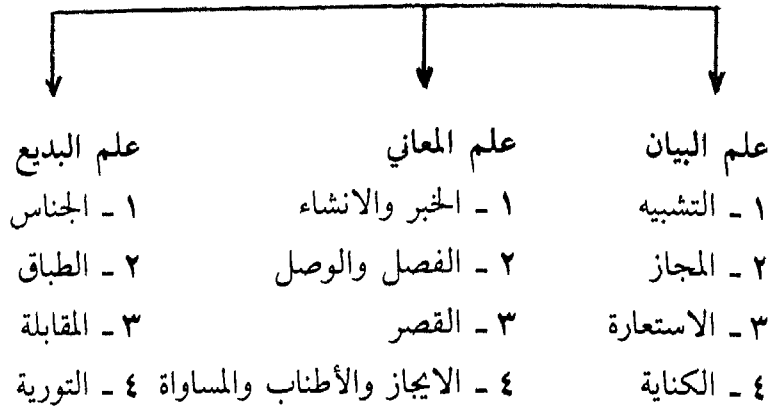 علم البيان علم المعاني علم البديع
١ - التشبيه ١ - الخبر والانشاء ١ - الجناس
٢ - المجاز ٢ - الفصل والوصل ٢ - الطباق
٣ - الاستعارة ٣ - القصر ٣ - المقابلة
٤ - الكناية ٤ - الايجاز والأطناب والمساواة ٤ - التورية